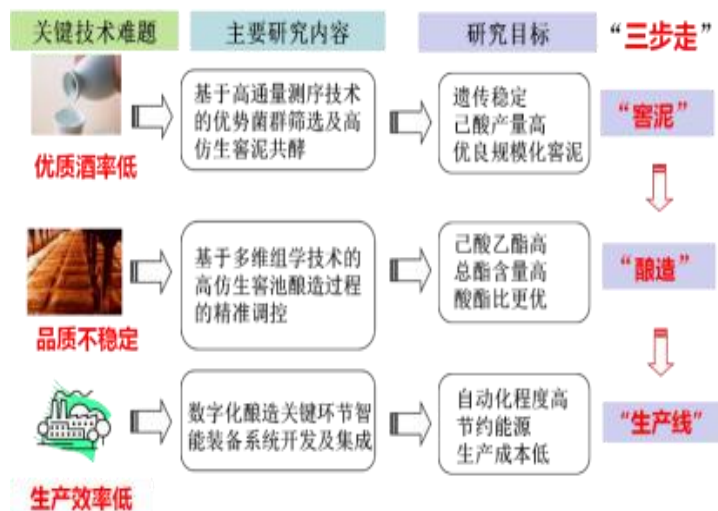 关键技术难题
主要研究内容
研究目标
“三步走”
优质酒率低
基于高通量测序技术
的优势菌群筛选及高
仿生窖泥共酵
遗传稳定
己酸产量高
优良规模化窖泥
“窖泥”
品质不稳定
基于多维组学技术的
高仿生窖池酿造过程
的精准调控
己酸乙酯高
总酯含量高
酸酯比更优
“酿造”
生产效率低
数字化酿造关键环节智
能装备系统开发及集成
自动化程度高
节约能源
生产成本低
“生产线”